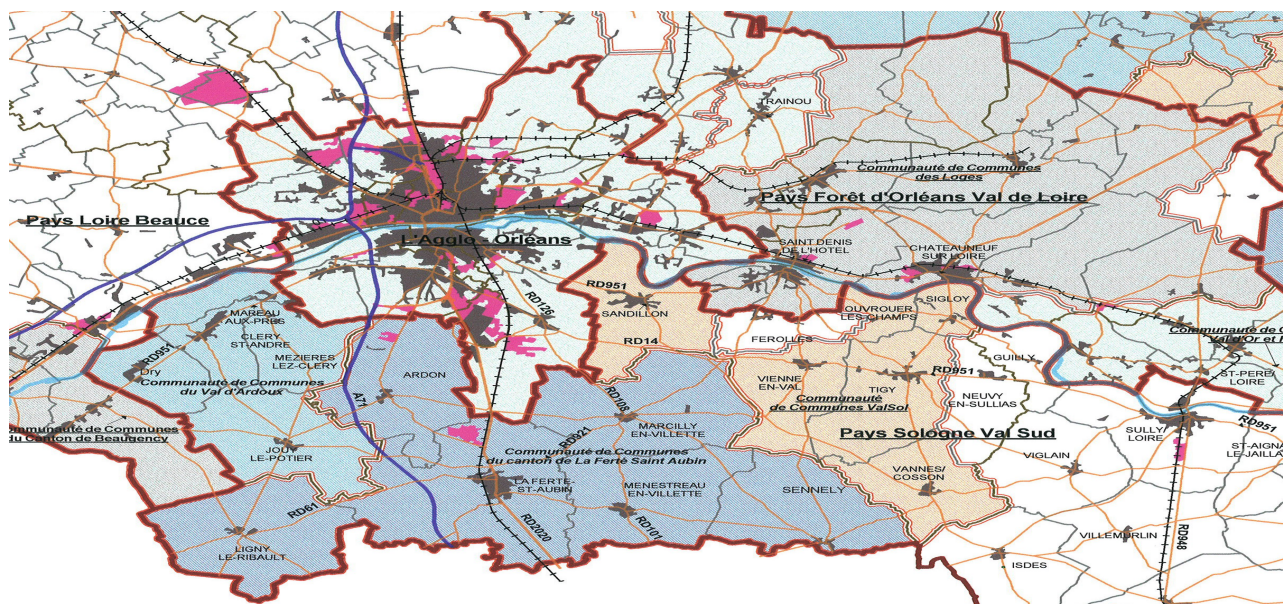 TRAINOU
Communauté de Communes
des Loges
Pays Forêt d'Orléans Val de Loire
Pays Loire Beauce
L'Agglo - Orléans
SAINT DENIS
DE L'HOTEL
CHATEAUNEUF
SUR LOIRE
RD951
SANDILLON
RD126
SIGLOY
OUVROUER
LES CHAMPS
MAREAU
AUX-PRES
CLERY
ST-ANDRE
RD951
Dry
MEZIERES
LEZ-CLERY
Communauté de Communes
du Val d'Ardoux
RD14
FEROLLES
Communauté de C
Val d'Or et F
GUILLY
ST-PERE/
LOIRE
ARDON
A71
VIENNE
EN-VAL
TIGY
RD951
NEUVY
EN-SULLIAS
Communauté
de Communes ValSol
RD108
MARCILLY
EN-VILLETTE
RD921
SULLY/
LOIRE
RD951
ommunauté de Communes
du Canton de Beaugency
JOUY
LE-POTIER
Communauté de Communes
du canton de La Ferté Saint Aubin
Pays Sologne Val Sud
ST-AIGNA
LE-JAILLA
VIGLAIN
LA FERTE-
ST-AUBIN
MENESTREAU
EN-VILLETTE
SENNELY
VANNES/
COSSON
RD61
RD2020
RD101
LIGNY
LE-RIBAULT
VILLEMURLIN
RD948
ISDES